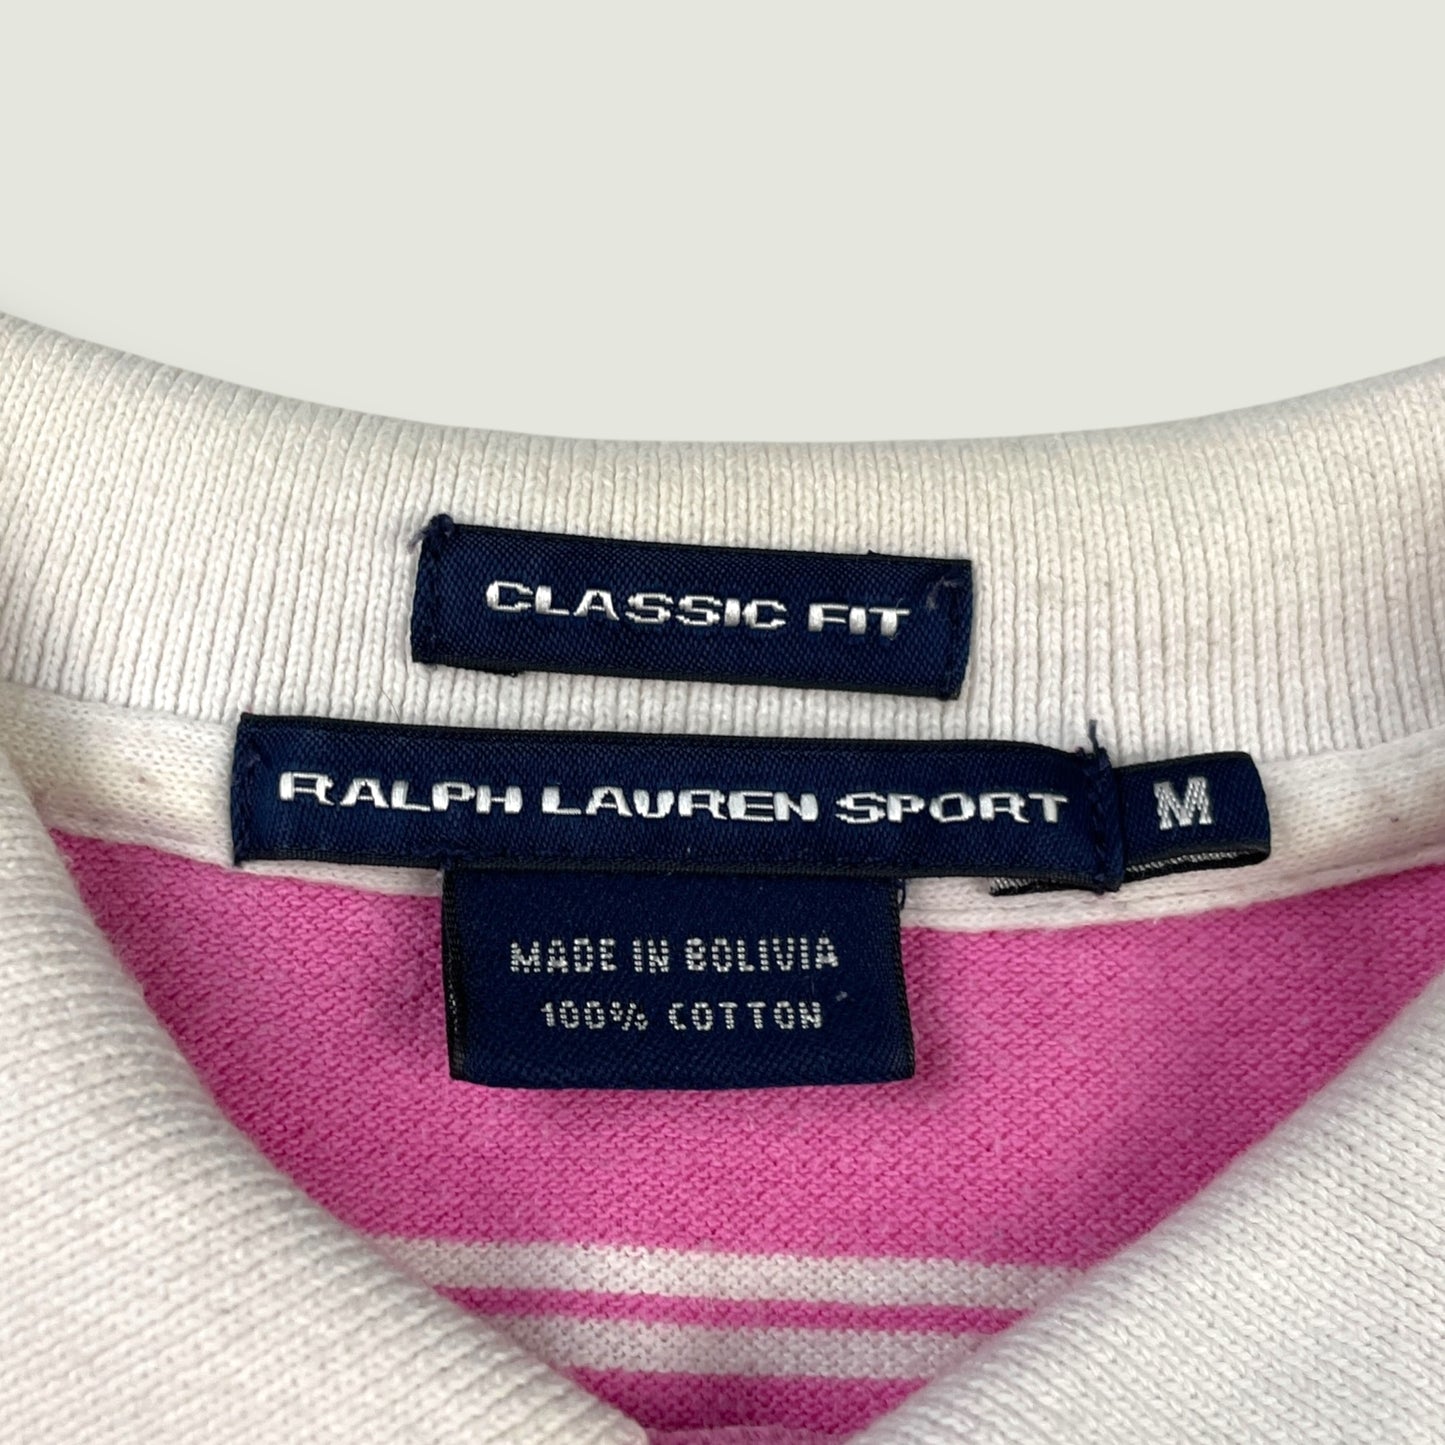 CLASSIC FIT
RALPH LAUREN SPORT M
MADE IN BOLIVIA
100% COTTON